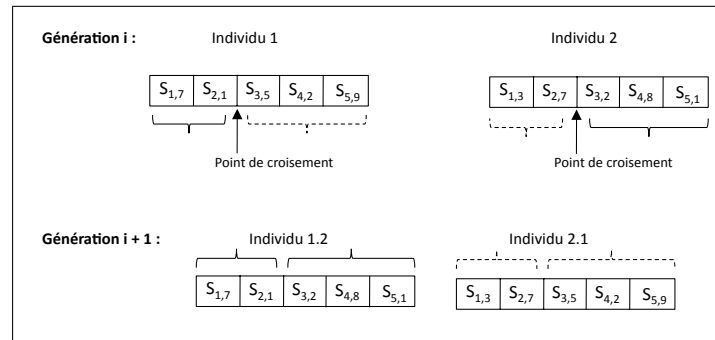 Génération i : Individu 1 Individu 2
S1,7 S2,1 S3,5 S4,2 S5,9 S1,3 S2,7 S3,2 S4,8 S5,1
Point de croisement Point de croisement
Génération i + 1 : Individu 1.2 Individu 2.1
S1,7 S2,1 S3,2 S4,8 S5,1 S1,3 S2,7 S3,5 S4,2 S5,9